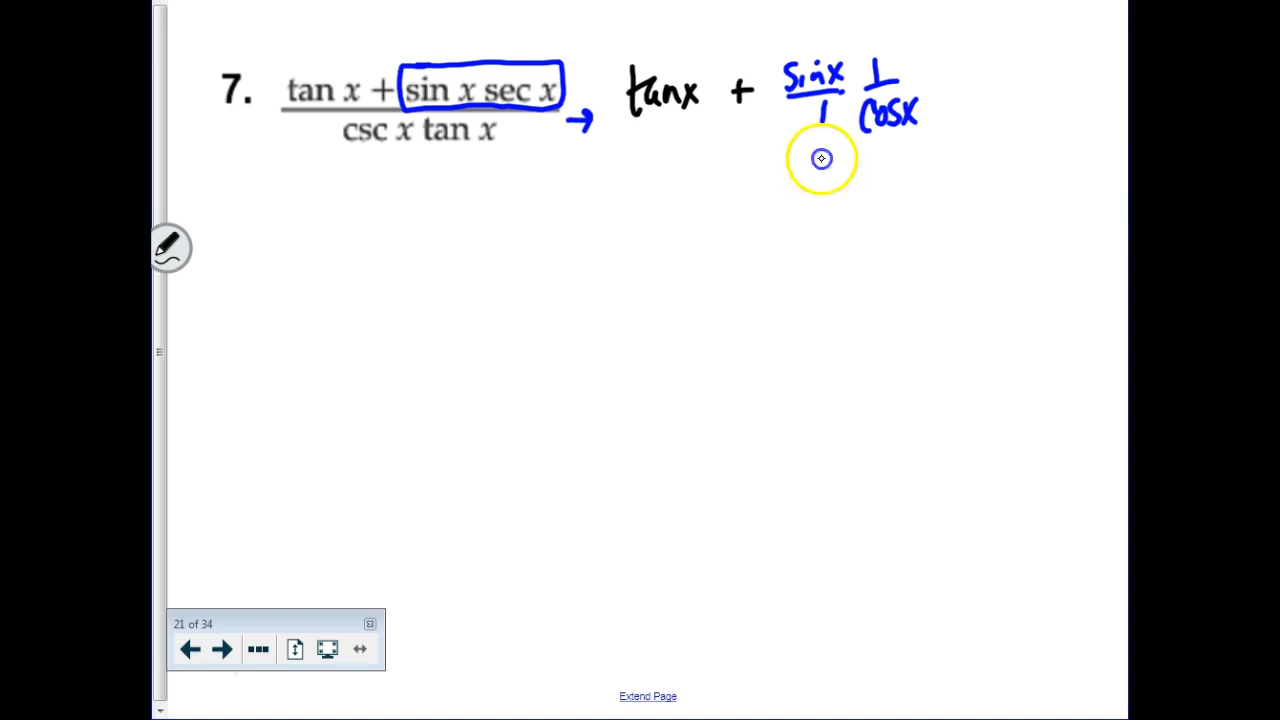 7. tan x + sin x sec x / csc x tan x → tanx + sinx/1 1/cosx
21 of 34
Extend Page